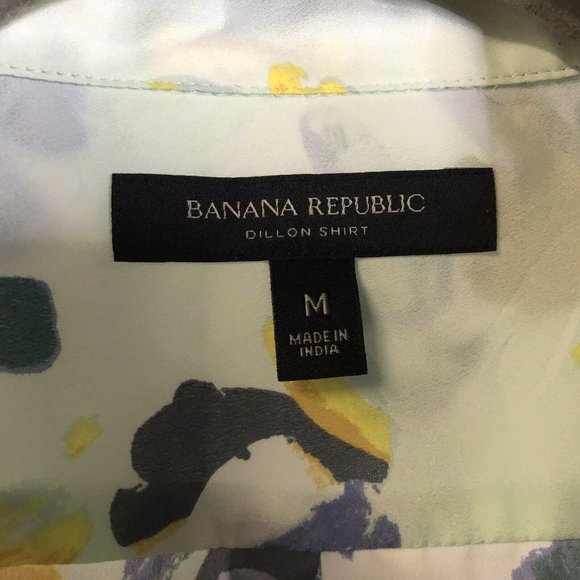 BANANA REPUBLIC
DILLON SHIRT
M
MADE IN
INDIA